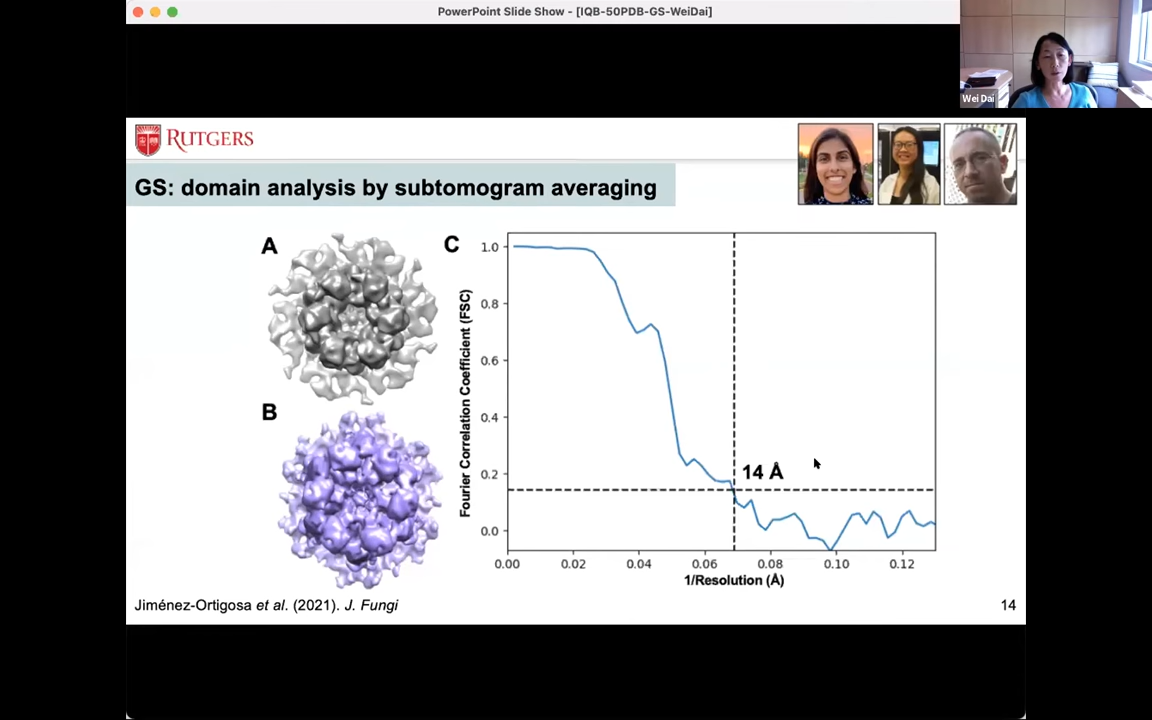 PowerPoint Slide Show - [IQB-50PDB-GS-WeiDai]
Wei Dai
RUTGERS
GS: domain analysis by subtomogram averaging
A
B
C
Fourier Correlation Coefficient (FSC)
1.0
0.8
0.6
0.4
0.2
0.0
14 Å
0.00 0.02 0.04 0.06 0.08 0.10 0.12
1/Resolution (Å)
Jiménez-Ortigosa et al. (2021). J. Fungi
14